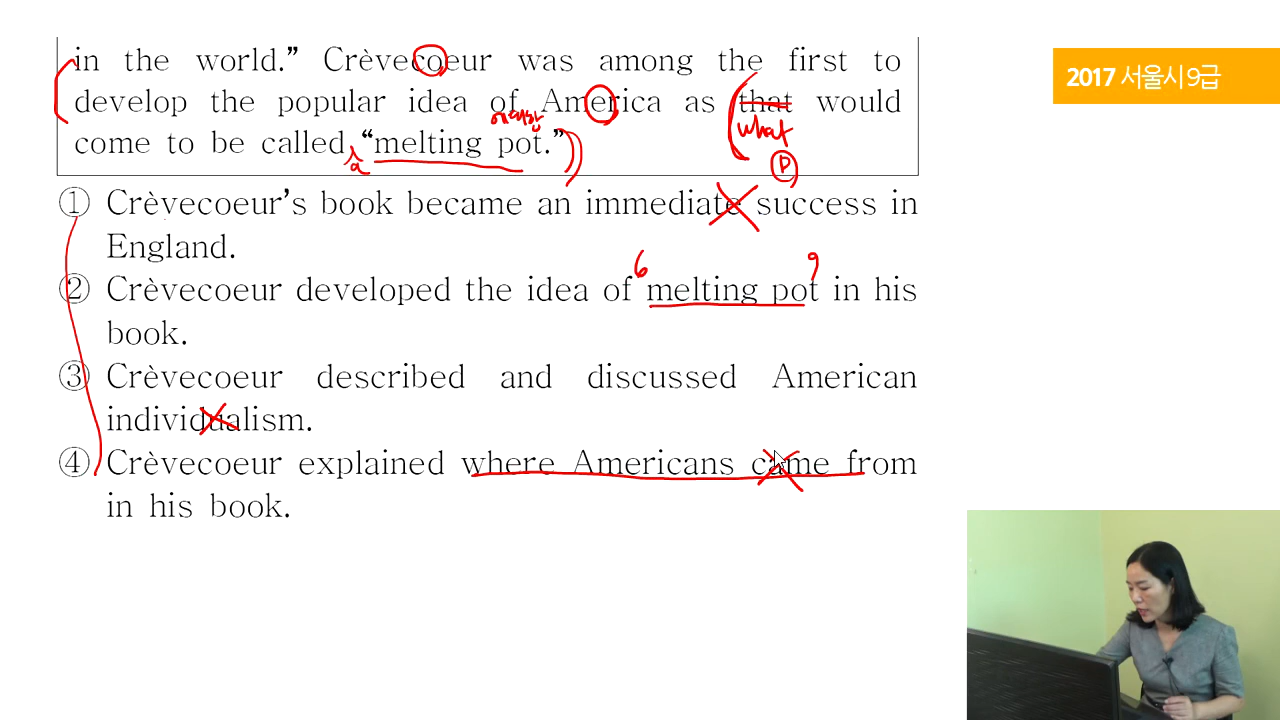 in the world.” Crèvecoeur was among the first to
develop the popular idea of America as that would
what
come to be called “melting pot.”
a
① Crèvecoeur’s book became an immediate success in
England.
② Crèvecoeur developed the idea of melting pot in his
book.
③ Crèvecoeur described and discussed American
individualism.
④ Crèvecoeur explained where Americans came from
in his book.
2017 서울시 9급